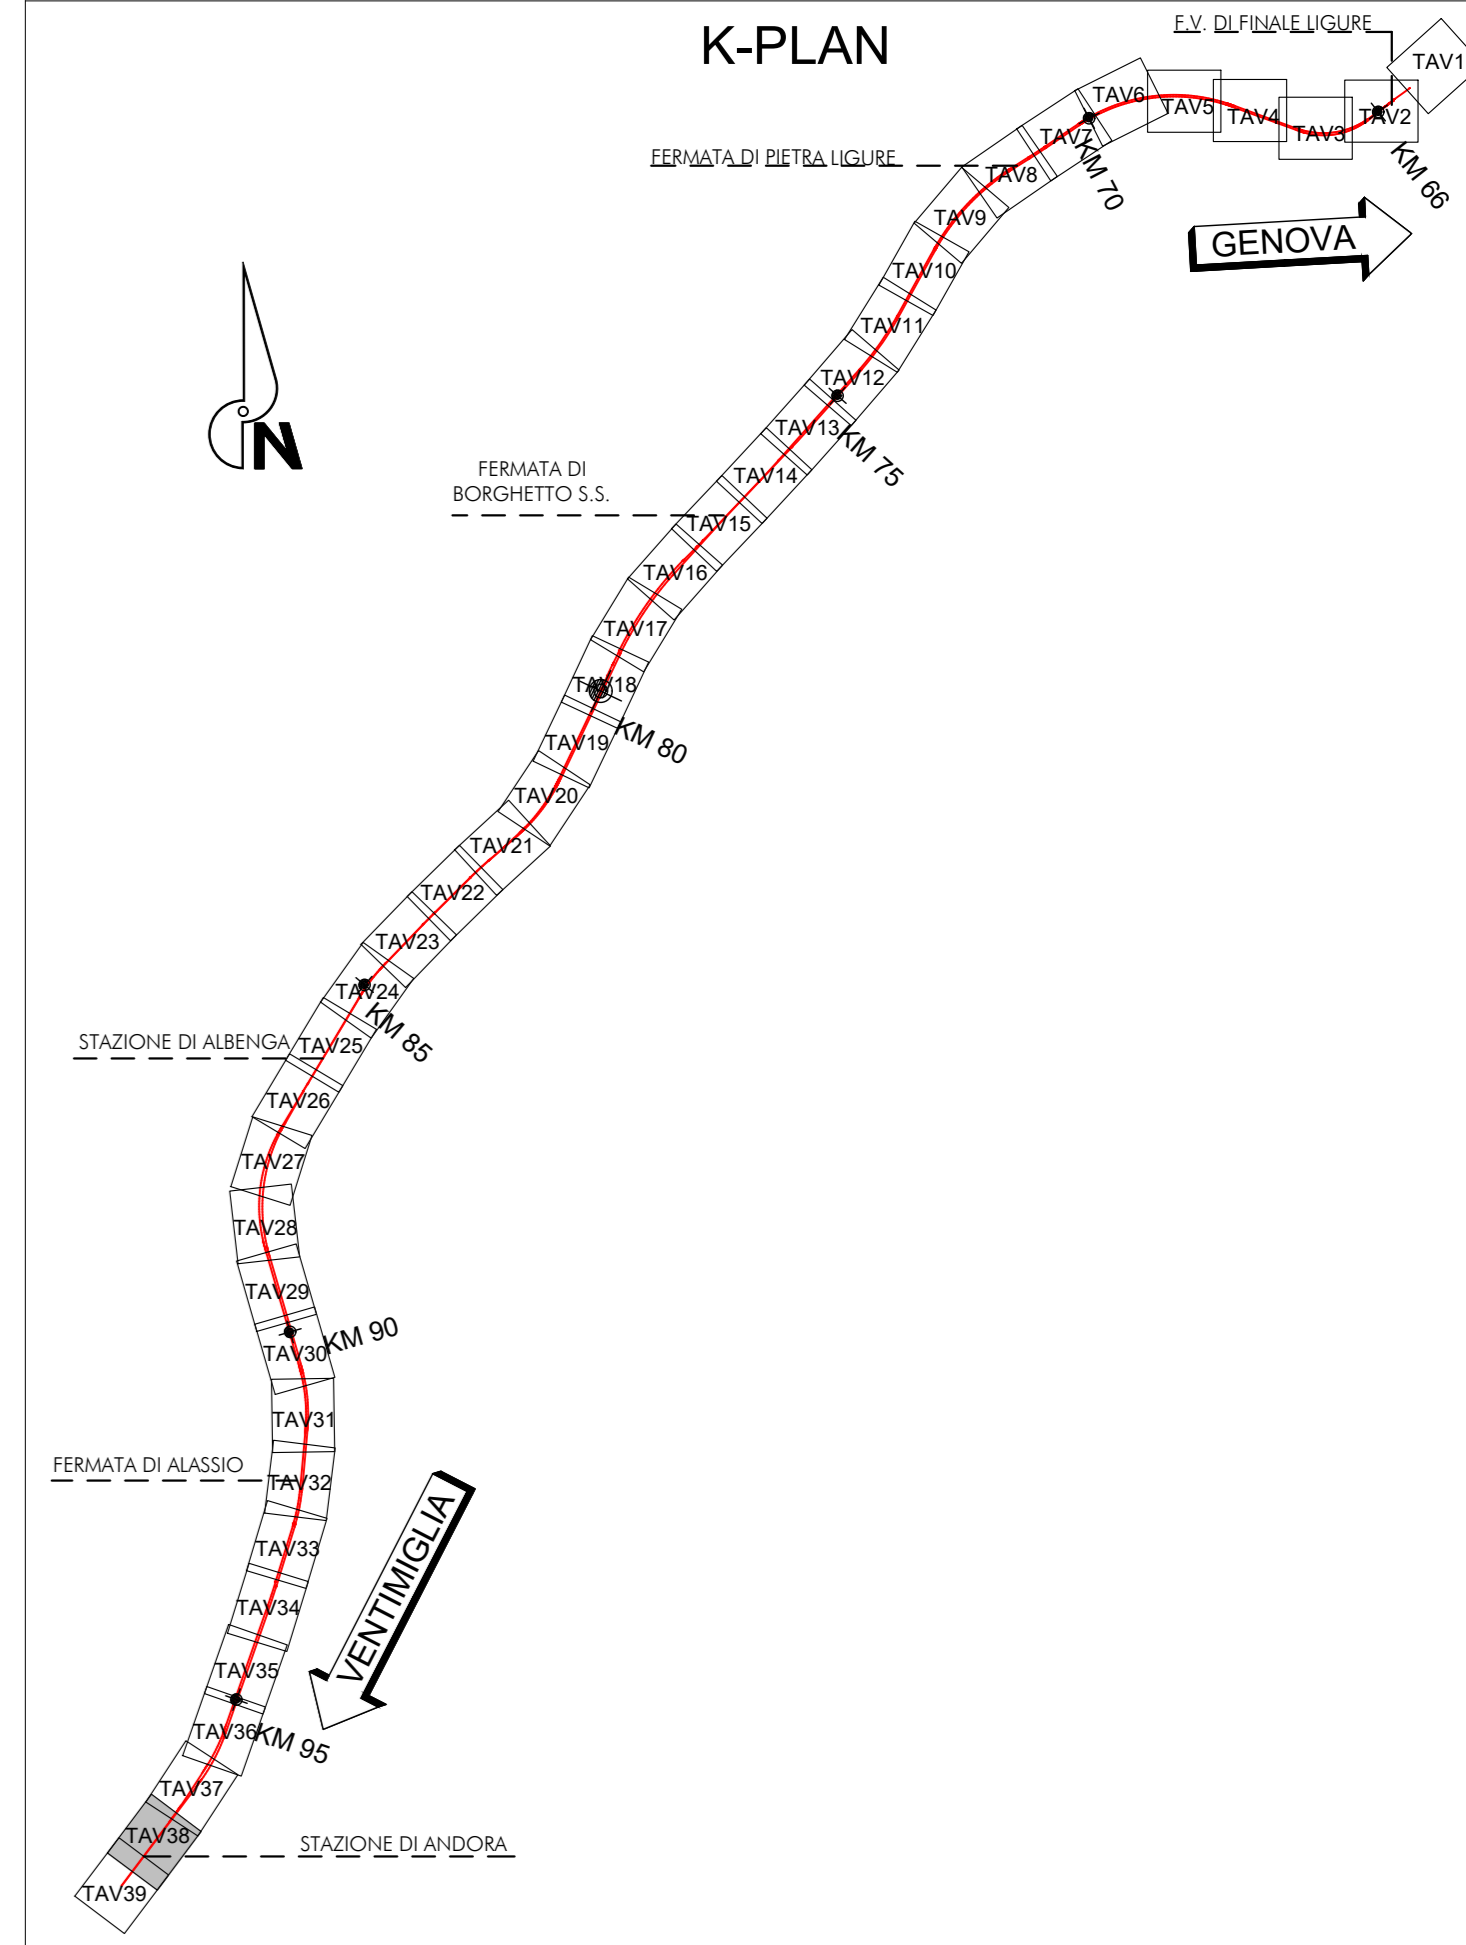 K-PLAN
F.V. DI FINALE LIGURE
TAV1
TAV2
TAV3
TAV4
TAV5
TAV6
TAV7
KM 66
KM 70
FERMATA DI PIETRA LIGURE
TAV8
TAV9
GENOVA
TAV10
TAV11
TAV12
TAV13
KM 75
FERMATA DI
BORGHETTO S.S.
TAV14
TAV15
TAV16
TAV17
TAV18
KM 80
TAV19
TAV20
TAV21
TAV22
TAV23
TAV24
KM 85
STAZIONE DI ALBENGA
TAV25
TAV26
TAV27
TAV28
TAV29
KM 90
TAV30
TAV31
FERMATA DI ALASSIO
TAV32
TAV33
VENTIMIGLIA
TAV34
TAV35
TAV36
KM 95
TAV37
TAV38
STAZIONE DI ANDORA
TAV39
N